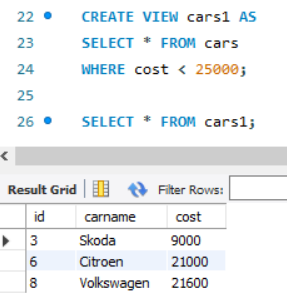 22 CREATE VIEW cars1 AS
23 SELECT * FROM cars
24 WHERE cost < 25000;
25
26 SELECT * FROM cars1;
Result Grid Filter Rows:
id carname cost
3 Skoda 9000
6 Citroen 21000
8 Volkswagen 21600